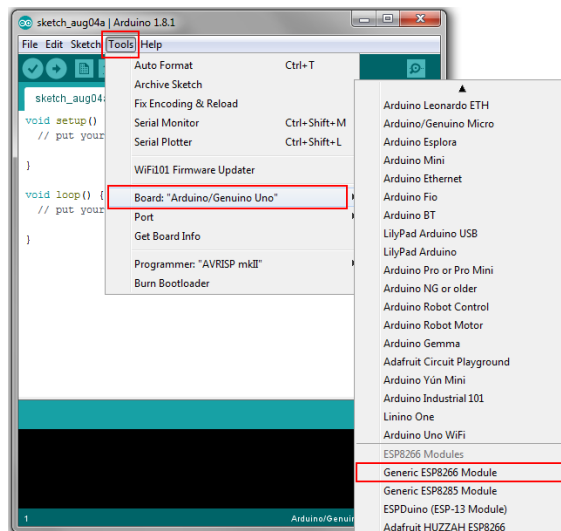 sketch_aug04a | Arduino 1.8.1
File Edit Sketch Tools Help
sketch_aug04
void setup()
// put your
}
void loop() {
// put your
}
Auto Format Ctrl+T
Archive Sketch
Fix Encoding & Reload
Serial Monitor Ctrl+Shift+M
Serial Plotter Ctrl+Shift+L
WiFi101 Firmware Updater
Board: "Arduino/Genuino Uno"
Port
Get Board Info
Programmer: "AVRISP mkII"
Burn Bootloader
Arduino Leonardo ETH
Arduino/Genuino Micro
Arduino Esplora
Arduino Mini
Arduino Ethernet
Arduino Fio
Arduino BT
LilyPad Arduino USB
LilyPad Arduino
Arduino Pro or Pro Mini
Arduino NG or older
Arduino Robot Control
Arduino Robot Motor
Arduino Gemma
Adafruit Circuit Playground
Arduino Yún Mini
Arduino Industrial 101
Linino One
Arduino Uno WiFi
ESP8266 Modules
Generic ESP8266 Module
Generic ESP8285 Module
ESPDuino (ESP-13 Module)
Adafruit HUZZAH ESP8266
1 Arduino/Genuin